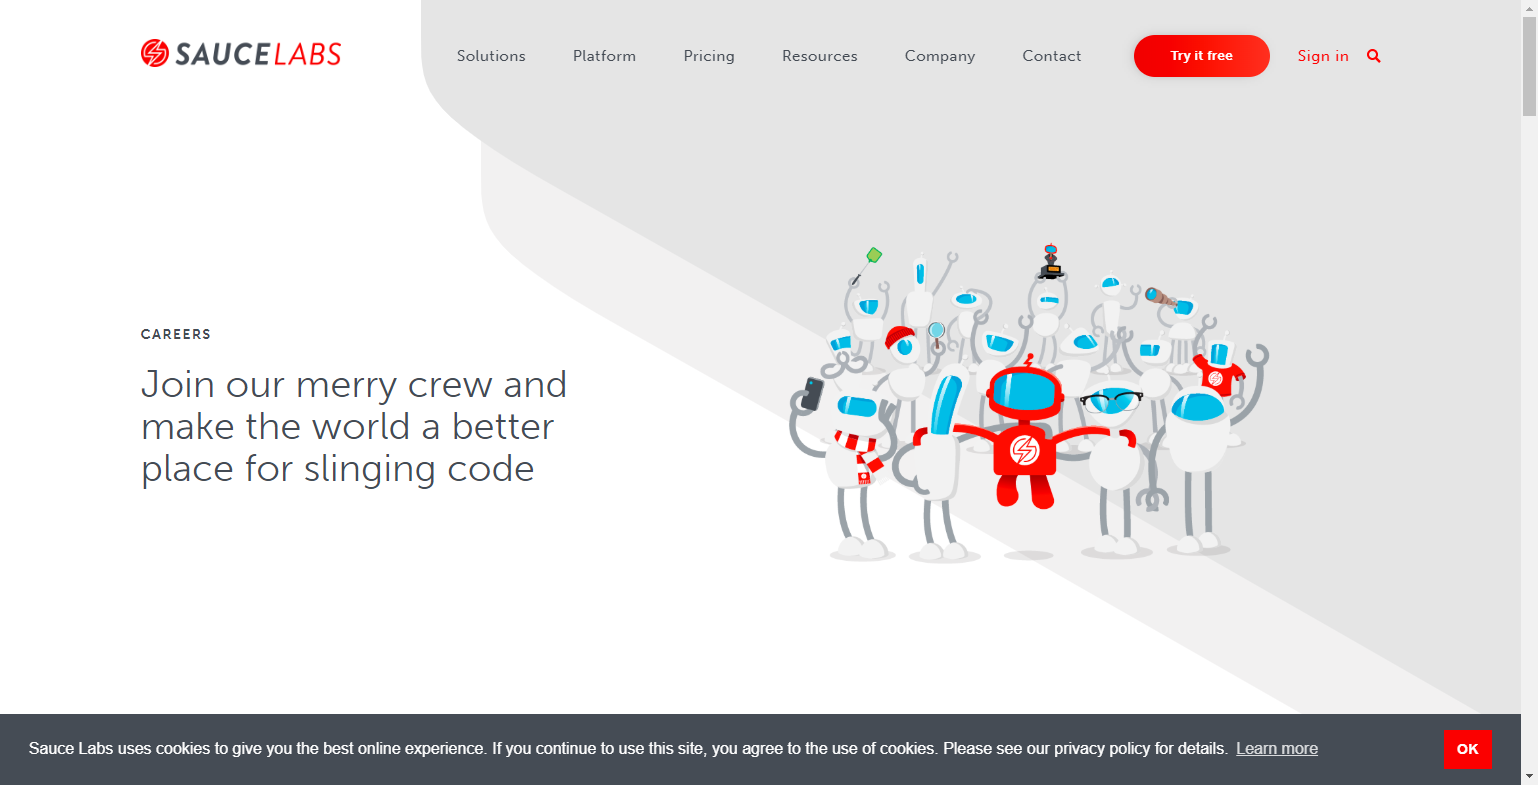 SAUCELABS
Solutions Platform Pricing Resources Company Contact Try it free Sign in
CAREERS
Join our merry crew and
make the world a better
place for slinging code
Sauce Labs uses cookies to give you the best online experience. If you continue to use this site, you agree to the use of cookies. Please see our privacy policy for details. Learn more OK